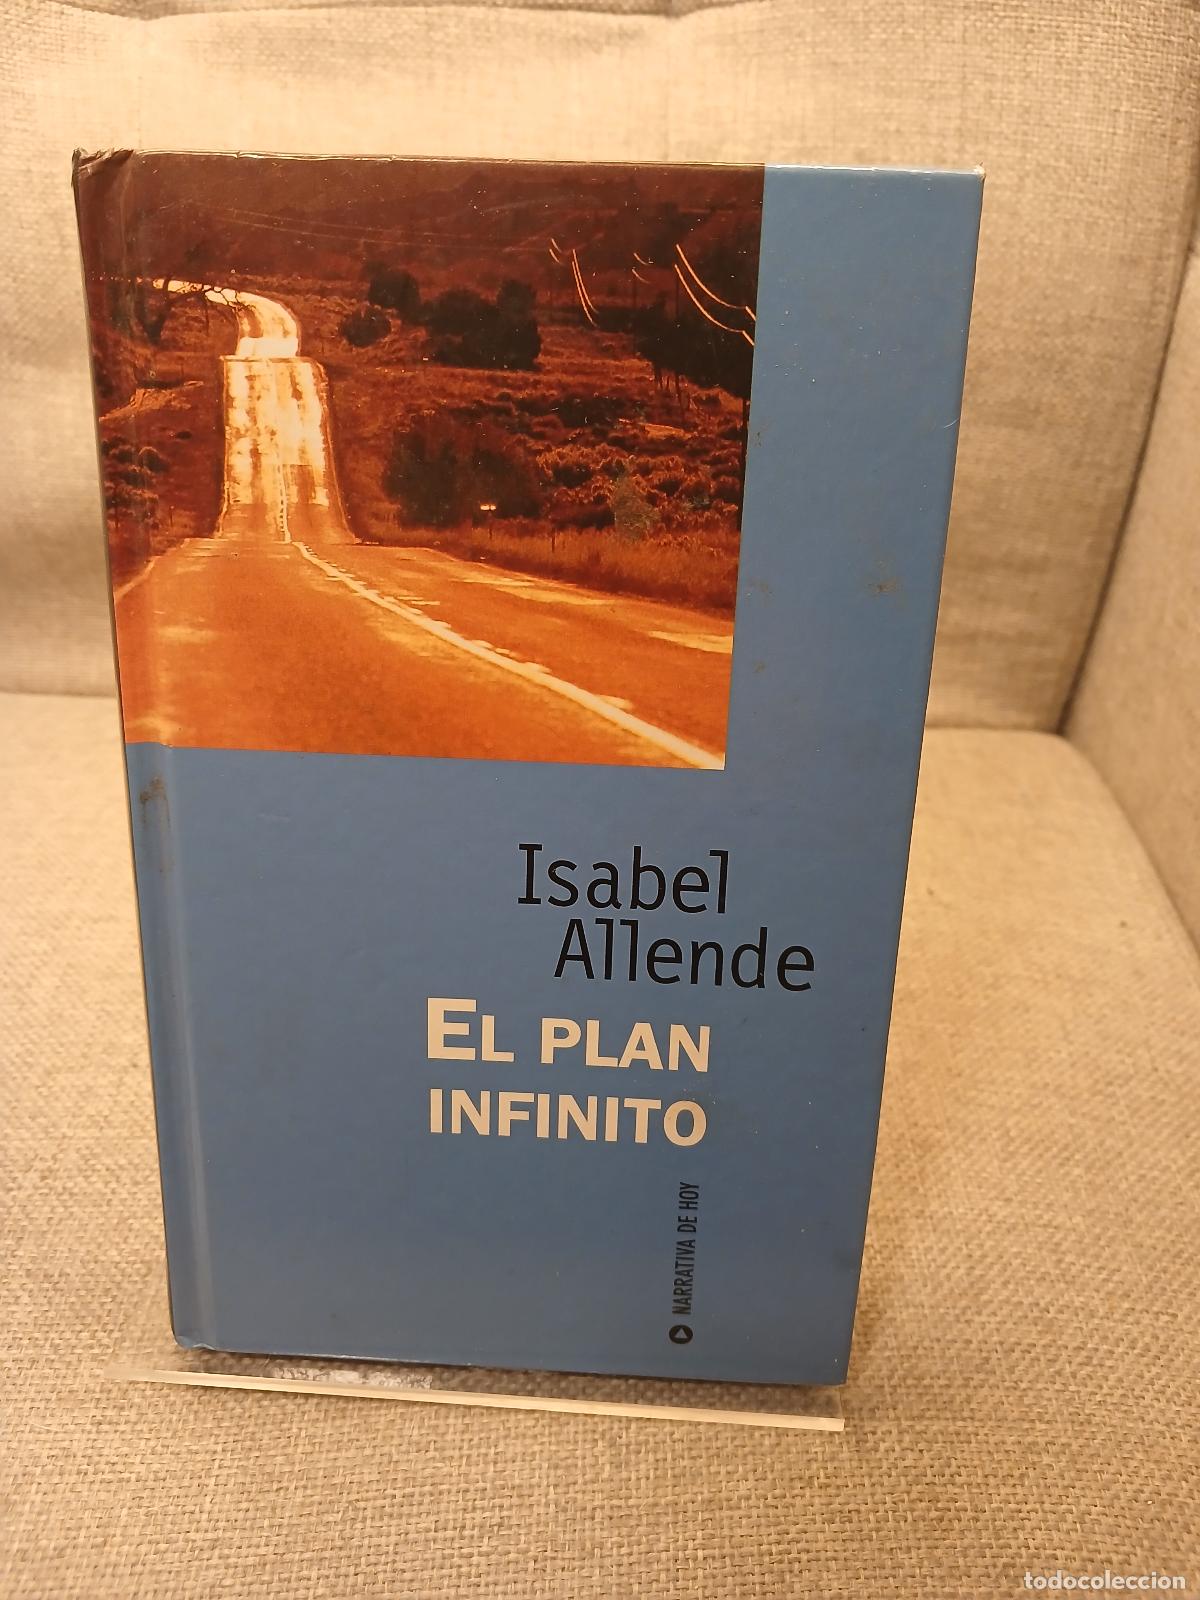 Isabel
Allende
EL PLAN
INFINITO
NARRATIVA DE HOY
todocoleccion